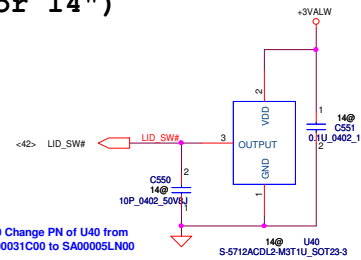 or 14")
+3VALW
2
VDD
1
14@
C551
0.1U_0402_1
2
<42> LID_SW#
LID_SW#
3
OUTPUT
GND
2
C550
14@
10P_0402_50V8J
1
1
Change PN of U40 from
00031C00 to SA00005LN00
14@ U40
S-5712ACDL2-M3T1U_SOT23-3